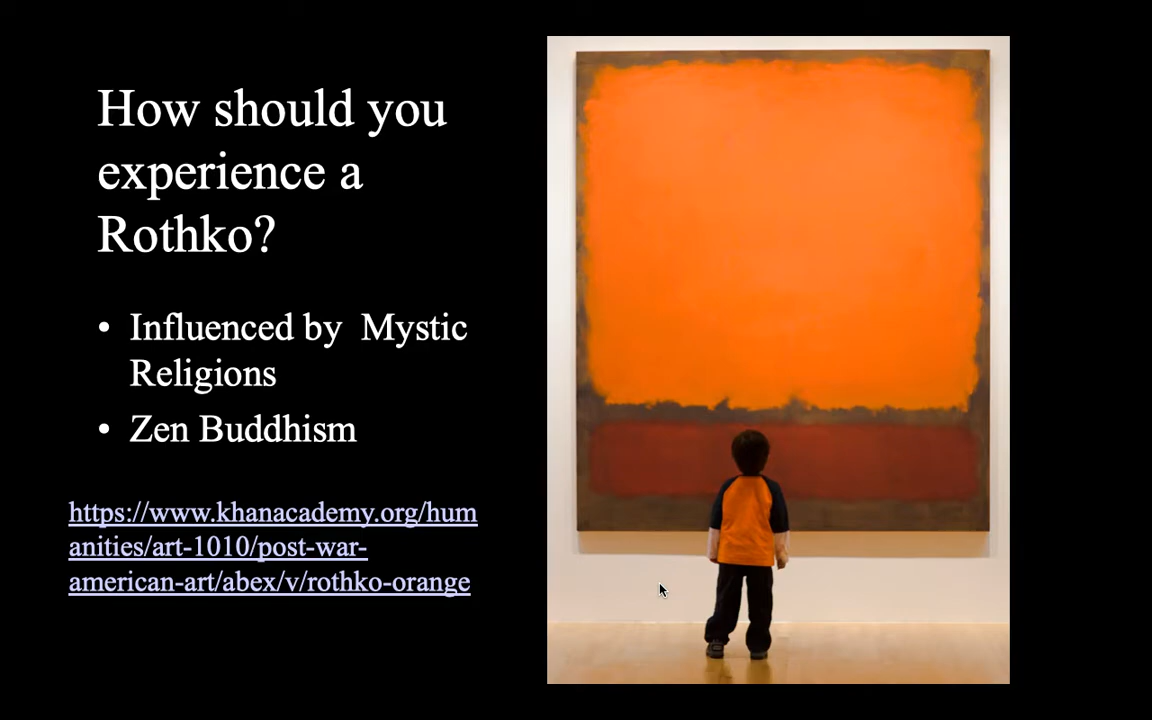 How should you
experience a
Rothko?
• Influenced by  Mystic
Religions
• Zen Buddhism
https://www.khanacademy.org/hum
anities/art-1010/post-war-
american-art/abex/v/rothko-orange